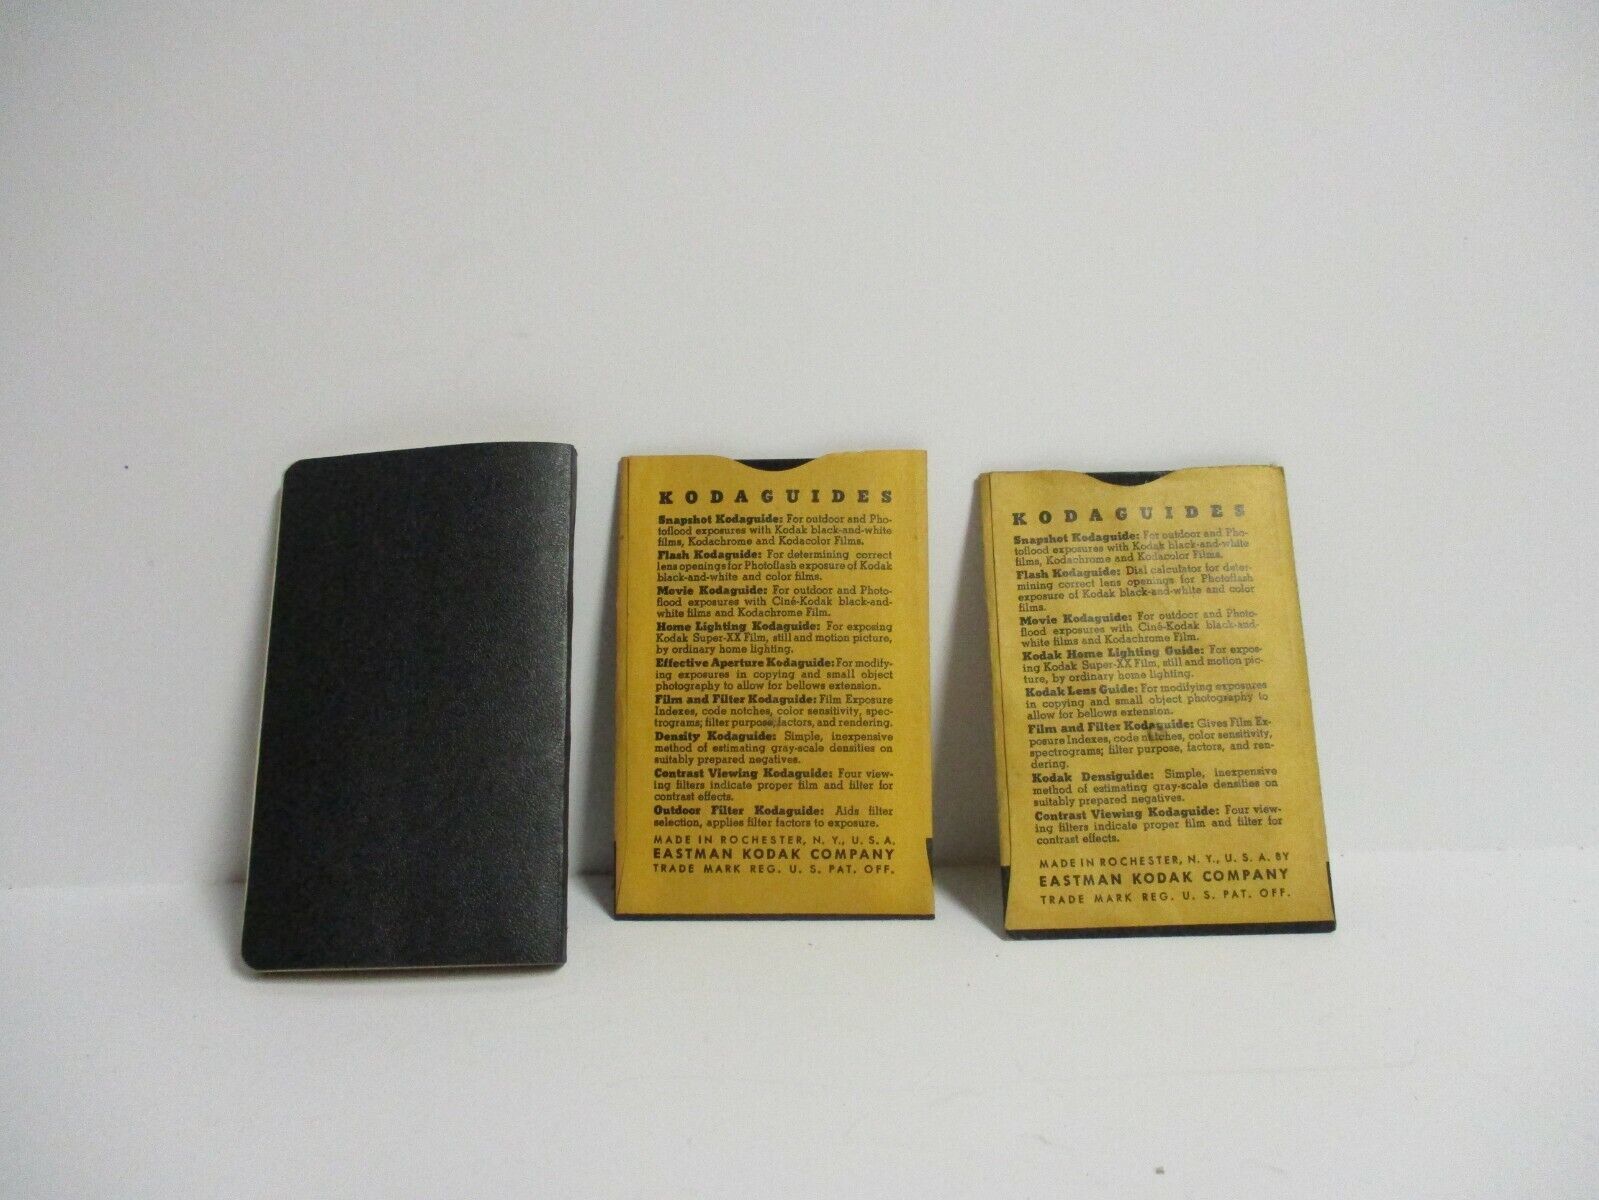 KODAGUIDES
Snapshot Kodaguide: For outdoor and Pho-
toflood exposures with Kodak black-and-white
films, Kodachrome and Kodacolor Films.
Flash Kodaguide: For determining correct
lens openings for Photoflash exposure of Kodak
black-and-white and color films.
Movie Kodaguide: For outdoor and Photo-
flood exposures with Ciné-Kodak black-and-
white films and Kodachrome Film.
Home Lighting Kodaguide: For exposing
Kodak Super-XX Film, still and motion picture,
by ordinary home lighting.
Effective Aperture Kodaguide: For modify-
ing exposures in copying and small object
photography to allow for bellows extension.
Film and Filter Kodaguide: Film Exposure
Indexes, code notches, color sensitivity, spec-
trograms; filter purpose, factors, and rendering.
Density Kodaguide: Simple, inexpensive
method of estimating gray-scale densities on
suitably prepared negatives.
Contrast Viewing Kodaguide: Four view-
ing filters indicate proper film and filter for
contrast effects.
Outdoor Filter Kodaguide: Aids filter
selection, applies filter factors to exposure.
MADE IN ROCHESTER, N. Y., U. S. A.
EASTMAN KODAK COMPANY
TRADE MARK REG. U. S. PAT. OFF.
KODAGUIDES
Snapshot Kodaguide: For outdoor and Pho-
toflood exposures with Kodak black-and-white
films, Kodachrome and Kodacolor Films.
Flash Kodaguide: Dial calculator for deter-
mining correct lens openings for Photoflash
exposure of Kodak black-and-white and color
films.
Movie Kodaguide: For outdoor and Photo-
flood exposures with Ciné-Kodak black-and-
white films and Kodachrome Film.
Kodak Home Lighting Guide: For expos-
ing Kodak Super-XX Film, still and motion pic-
ture, by ordinary home lighting.
Kodak Lens Guide: For modifying exposures
in copying and small object photography to
allow for bellows extension.
Film and Filter Kodaguide: Gives Film Ex-
posure Indexes, code notches, color sensitivity,
spectrograms; filter purpose, factors, and ren-
dering.
Kodak Densiguide: Simple, inexpensive
method of estimating gray-scale densities on
suitably prepared negatives.
Contrast Viewing Kodaguide: Four view-
ing filters indicate proper film and filter for
contrast effects.
MADE IN ROCHESTER, N. Y., U. S. A. BY
EASTMAN KODAK COMPANY
TRADE MARK REG. U. S. PAT. OFF.